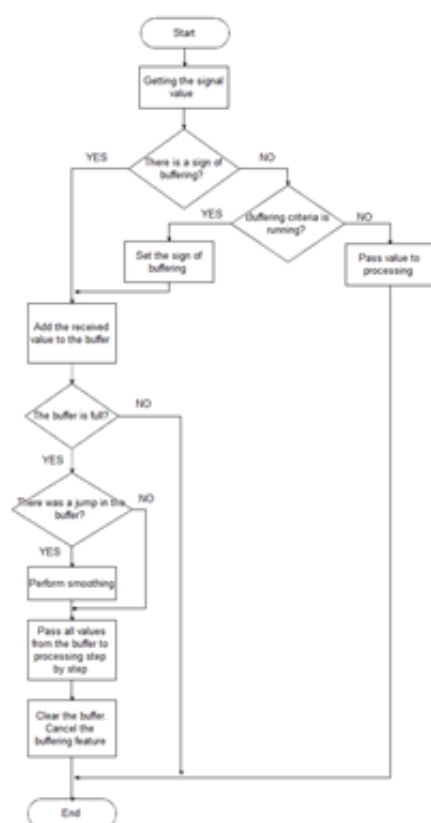 Start
Getting the signal
value
There is a sign of
buffering?
YES
NO
Buffering criteria is
running?
YES
NO
Set the sign of
buffering
Pass value to
processing
Add the received
value to the buffer
The buffer is full?
NO
YES
There was a jump in the
buffer?
NO
YES
Perform smoothing
Pass all values
from the buffer to
processing step
by step
Clear the buffer.
Cancel the
buffering feature
End